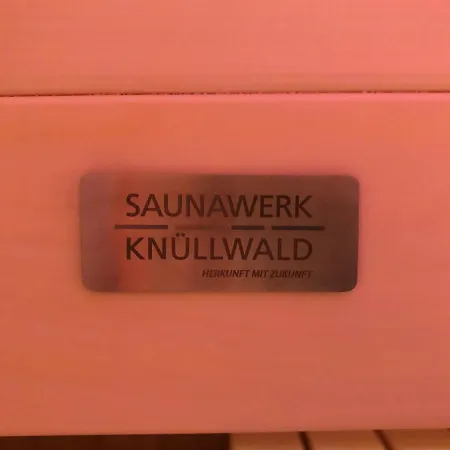 SAUNAWERK
KNÜLLWALD
HERKUNFT MIT ZUKUNFT